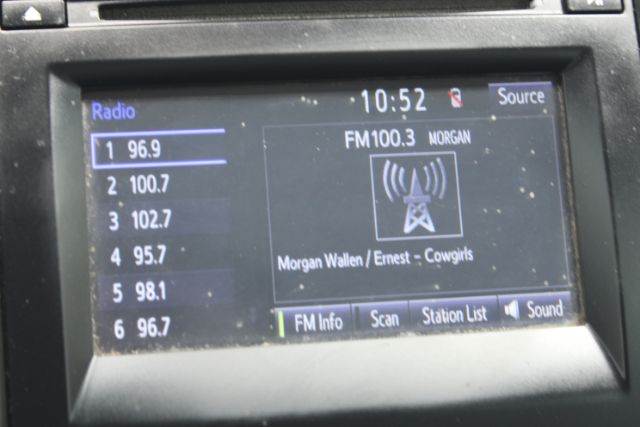 Radio
10:52
Source
1 96.9
2 100.7
3 102.7
4 95.7
5 98.1
6 96.7
FM100.3 MORGAN
Morgan Wallen / Ernest - Cowgirls
FM Info
Scan
Station List
Sound